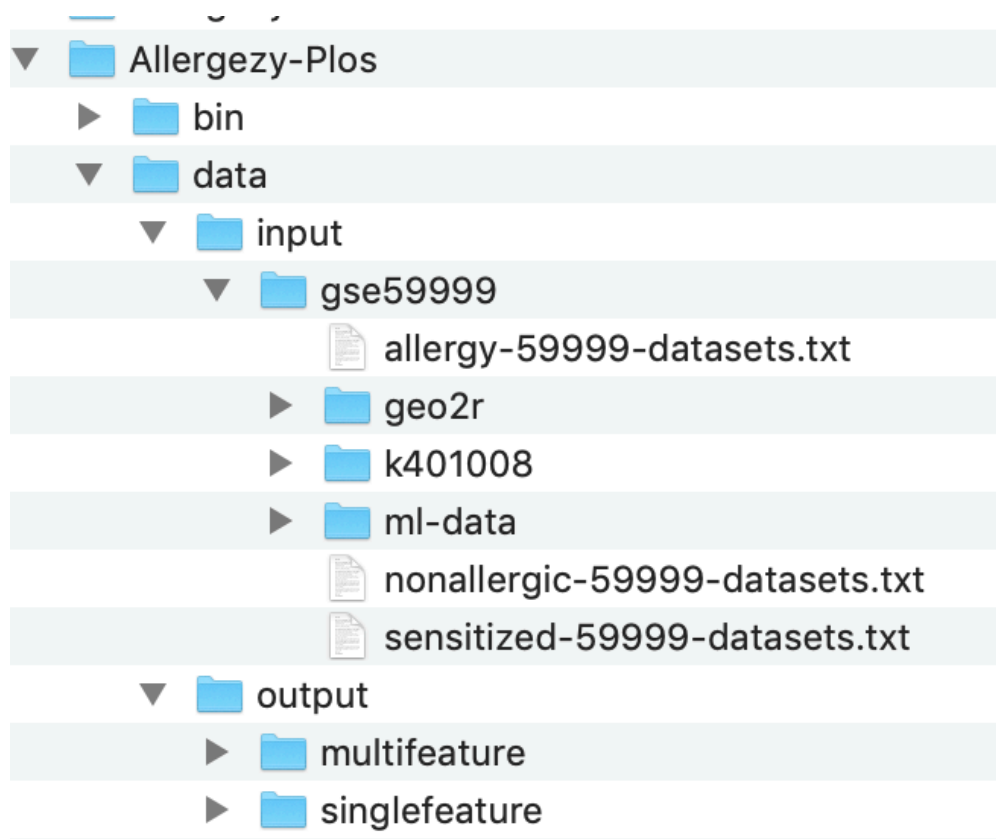 Allergezy-Plos
bin
data
input
gse59999
allergy-59999-datasets.txt
geo2r
k401008
ml-data
nonallergic-59999-datasets.txt
sensitized-59999-datasets.txt
output
multifeature
singlefeature